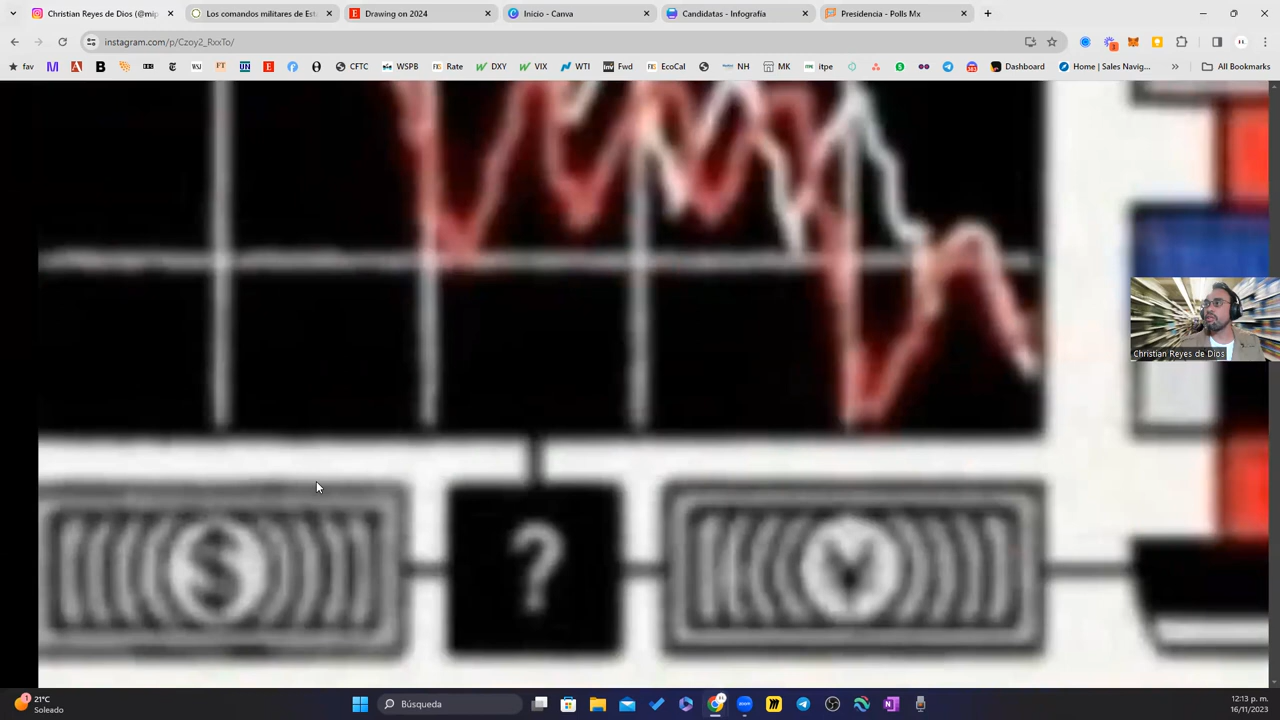 Christian Reyes de Dios (@mip
Los comandos militares de Est
Drawing on 2024
Inicio - Canva
Candidatas - Infografía
Presidencia - Polls Mx
instagram.com/p/Czoy2_RxxTo/
fav
CFTC
WSPB
Rate
DXY
VIX
WTI
Fwd
EcoCal
NH
MK
itpe
Dashboard
Home | Sales Navig...
All Bookmarks
$
?
¥
Christian Reyes de Dios
21°C
Soleado
Búsqueda
12:13 p. m.
16/11/2023